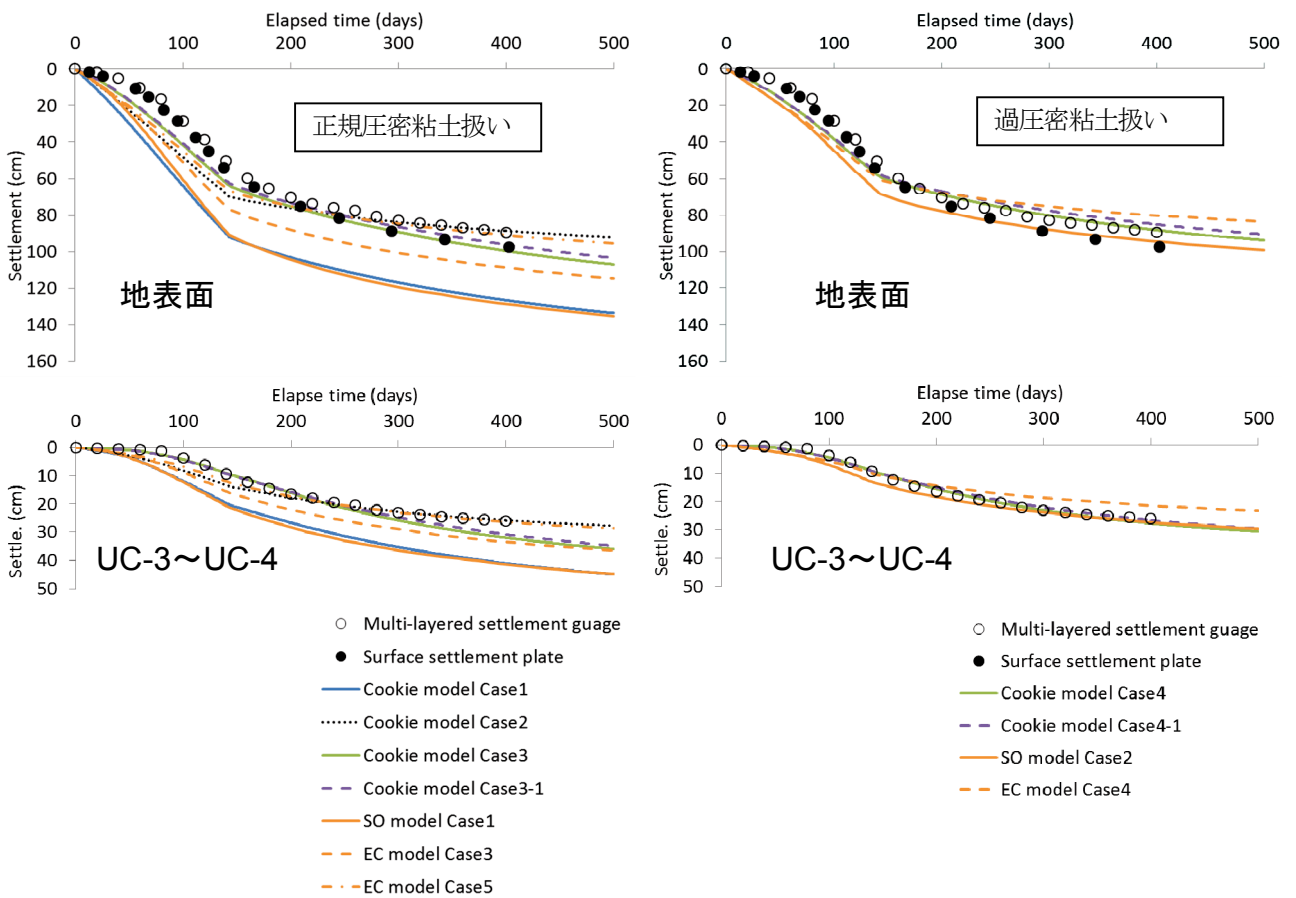 Elapsed time (days)
0 100 200 300 400 500
0
20
40
60
80
100
120
140
160
Settlement (cm)
正規圧密粘土扱い
地表面
Elapsed time (days)
0 100 200 300 400 500
0
20
40
60
80
100
120
140
160
Settlement (cm)
過圧密粘土扱い
地表面
Elapse time (days)
0 100 200 300 400 500
0
10
20
30
40
50
Settle. (cm)
UC-3～UC-4
Elapse time (days)
0 100 200 300 400 500
0
10
20
30
40
50
Settle. (cm)
UC-3～UC-4
Multi-layered settlement guage
Surface settlement plate
Cookie model Case1
Cookie model Case2
Cookie model Case3
Cookie model Case3-1
SO model Case1
EC model Case3
EC model Case5
Multi-layered settlement guage
Surface settlement plate
Cookie model Case4
Cookie model Case4-1
SO model Case2
EC model Case4